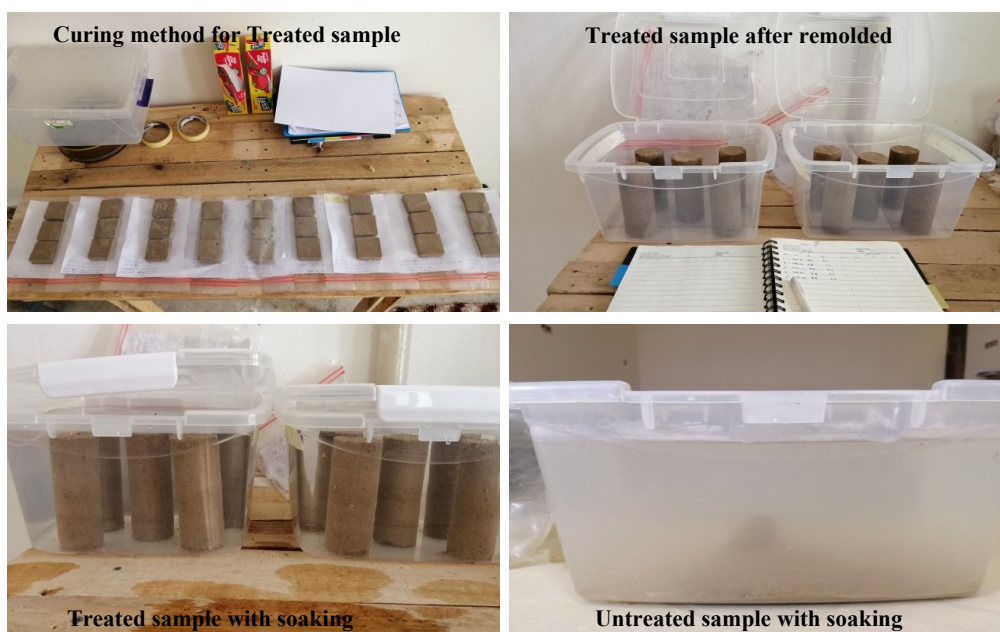 Curing method for Treated sample
Treated sample after remolded
Treated sample with soaking
Untreated sample with soaking